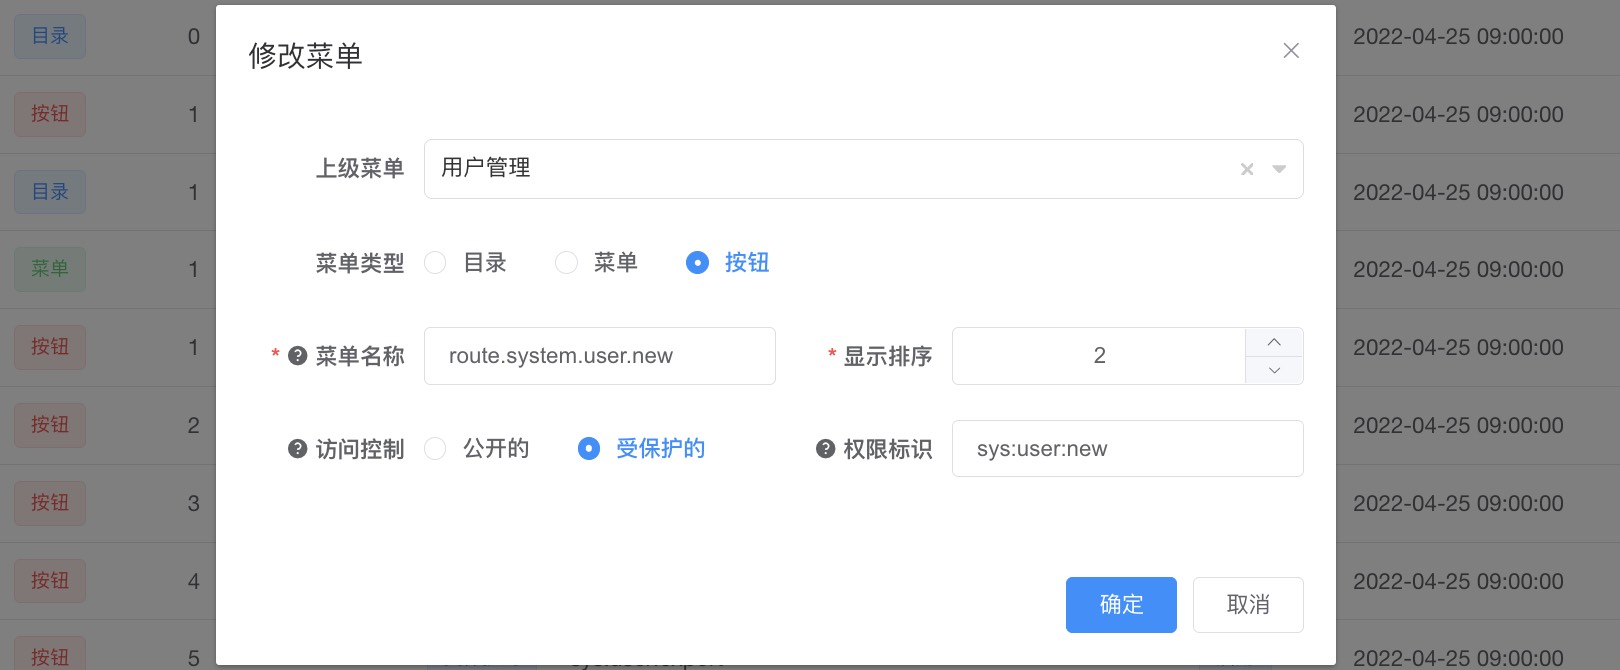 目录 0 2022-04-25 09:00:00
修改菜单
按钮 1 2022-04-25 09:00:00
上级菜单 用户管理
目录 1 2022-04-25 09:00:00
菜单类型 目录 菜单 按钮
菜单 1 2022-04-25 09:00:00
按钮 1 2022-04-25 09:00:00
* 菜单名称 route.system.user.new * 显示排序 2
按钮 2 2022-04-25 09:00:00
访问控制 公开的 受保护的 权限标识 sys:user:new
按钮 3 2022-04-25 09:00:00
按钮 4 2022-04-25 09:00:00
确定 取消
按钮 5 2022-04-25 09:00:00